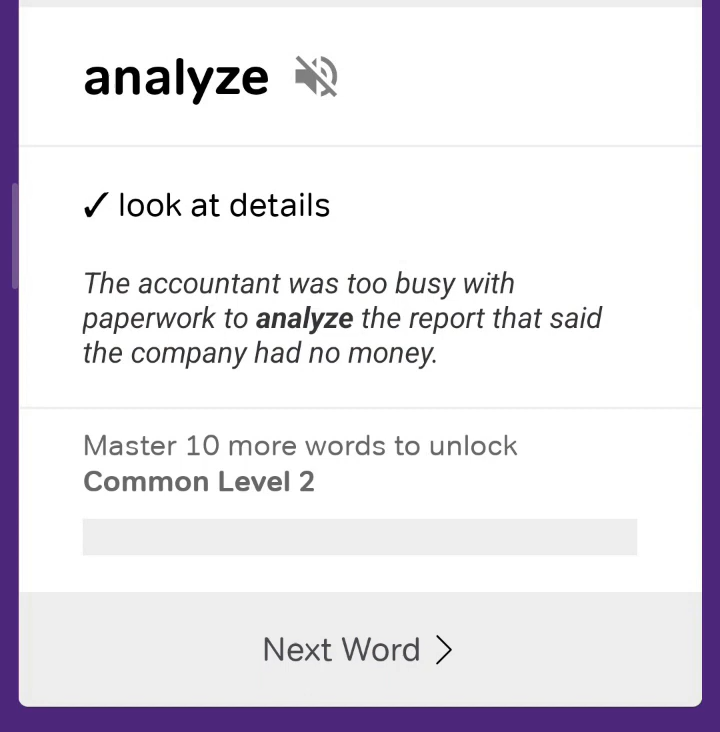 analyze
✓ look at details
The accountant was too busy with
paperwork to analyze the report that said
the company had no money.
Master 10 more words to unlock
Common Level 2
Next Word >